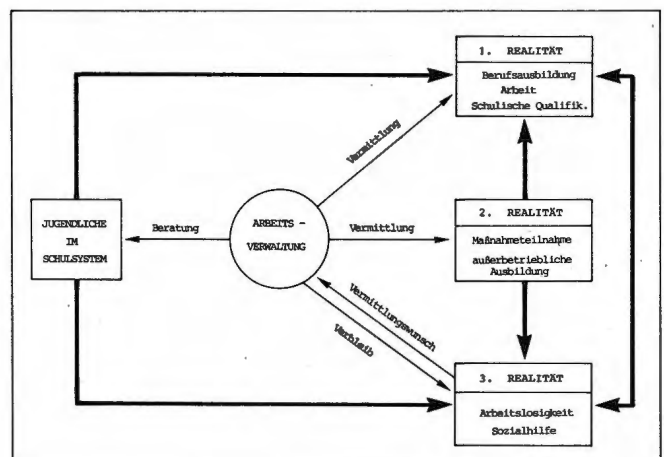 1. REALITÄT
Berufsausbildung
Arbeit
Schulische Qualifik.
Vermittlung
JUGENDLICHE
IM
SCHULSYSTEM
Beratung
ARBEITS -
VERWALTUNG
Vermittlung
2. REALITÄT
Maßnahmeteilnahme
außerbetriebliche
Ausbildung
Vermittlungswunsch
Verbleib
3. REALITÄT
Arbeitslosigkeit
Sozialhilfe